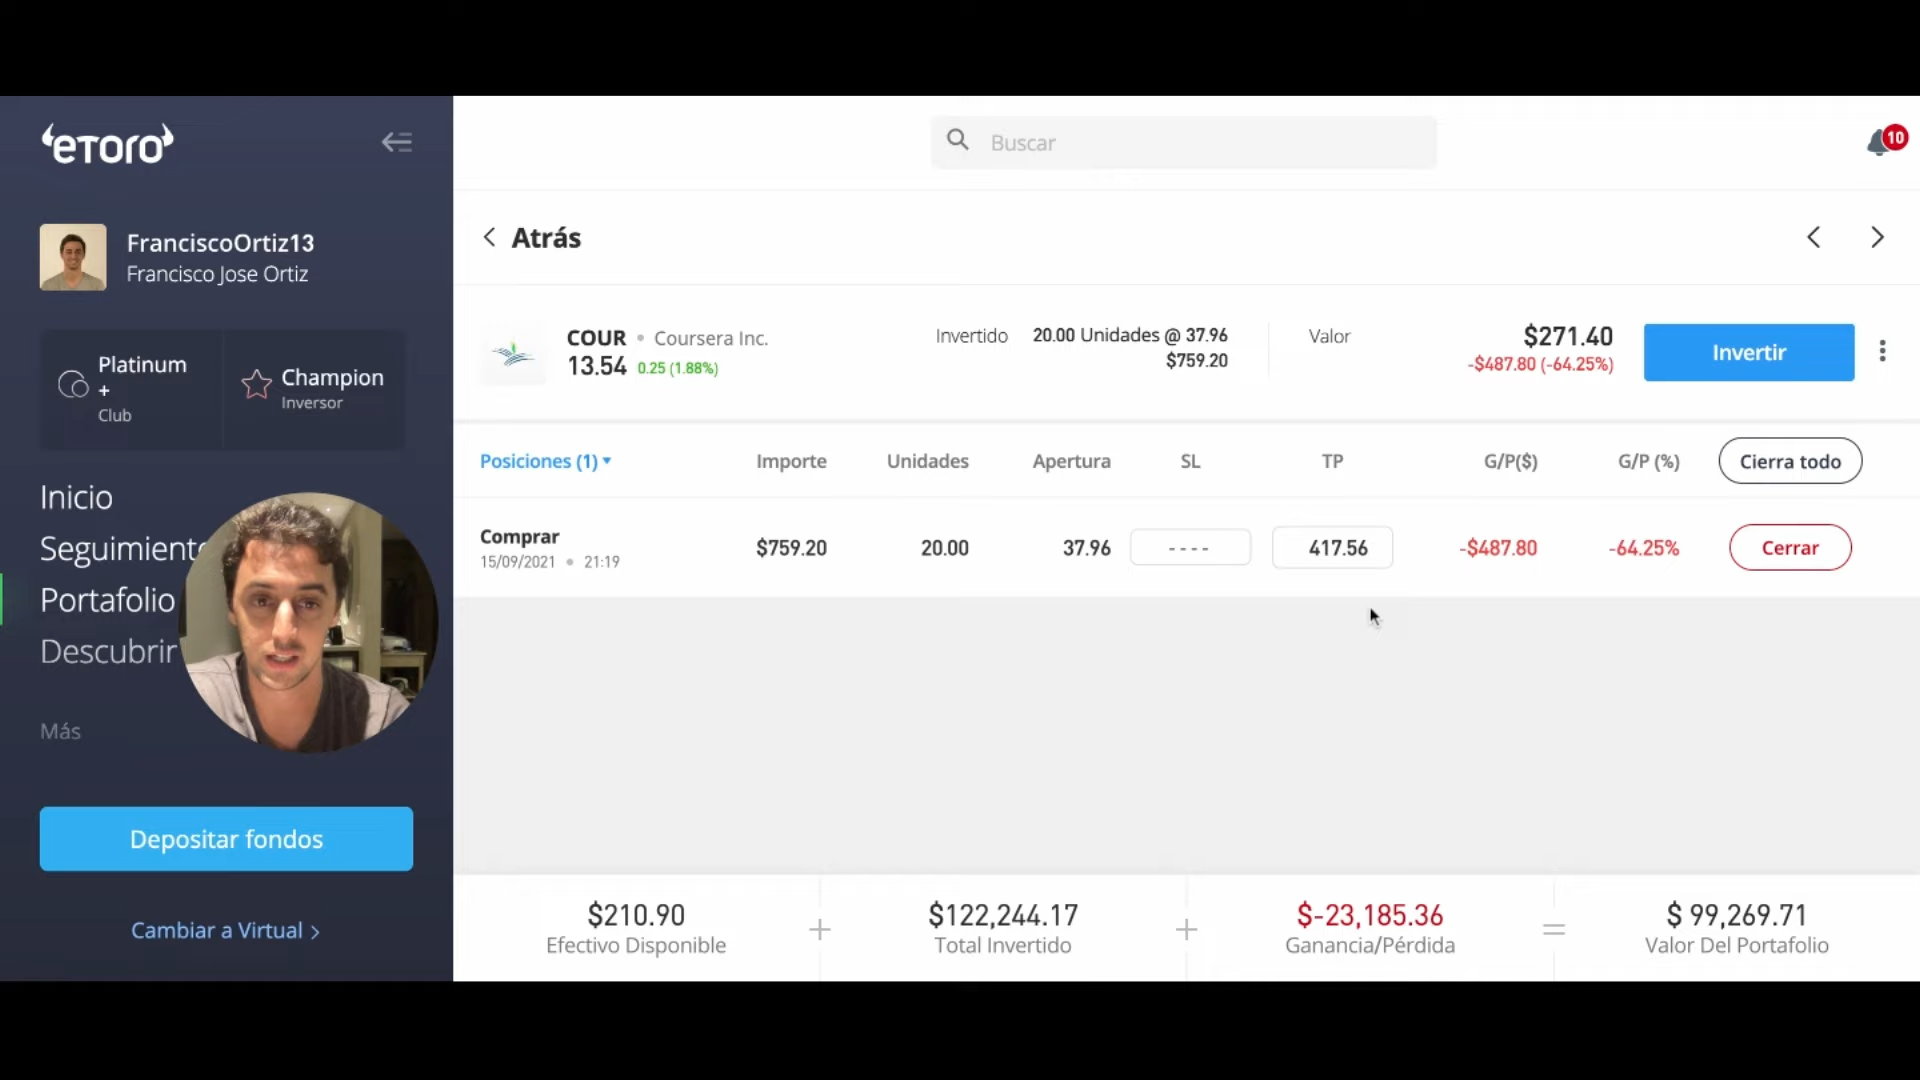 eToro
Buscar
10
FranciscoOrtiz13
Francisco Jose Ortiz
Platinum
+
Club
Champion
Inversor
Inicio
Portafolio
Descubrir
Más
Depositar fondos
Cambiar a Virtual >
< Atrás
COUR • Coursera Inc.
13.54 0.25 (1.88%)
Invertido 20.00 Unidades @ 37.96
$759.20
Valor $271.40
-$487.80 (-64.25%)
Invertir
Posiciones (1) Importe Unidades Apertura SL TP G/P($) G/P (%) Cierra todo
Comprar
15/09/2021 • 21:19
$759.20 20.00 37.96 ---- 417.56 -$487.80 -64.25% Cerrar
$210.90 + $122,244.17 + $-23,185.36 = $ 99,269.71
Efectivo Disponible Total Invertido Ganancia/Pérdida Valor Del Portafolio